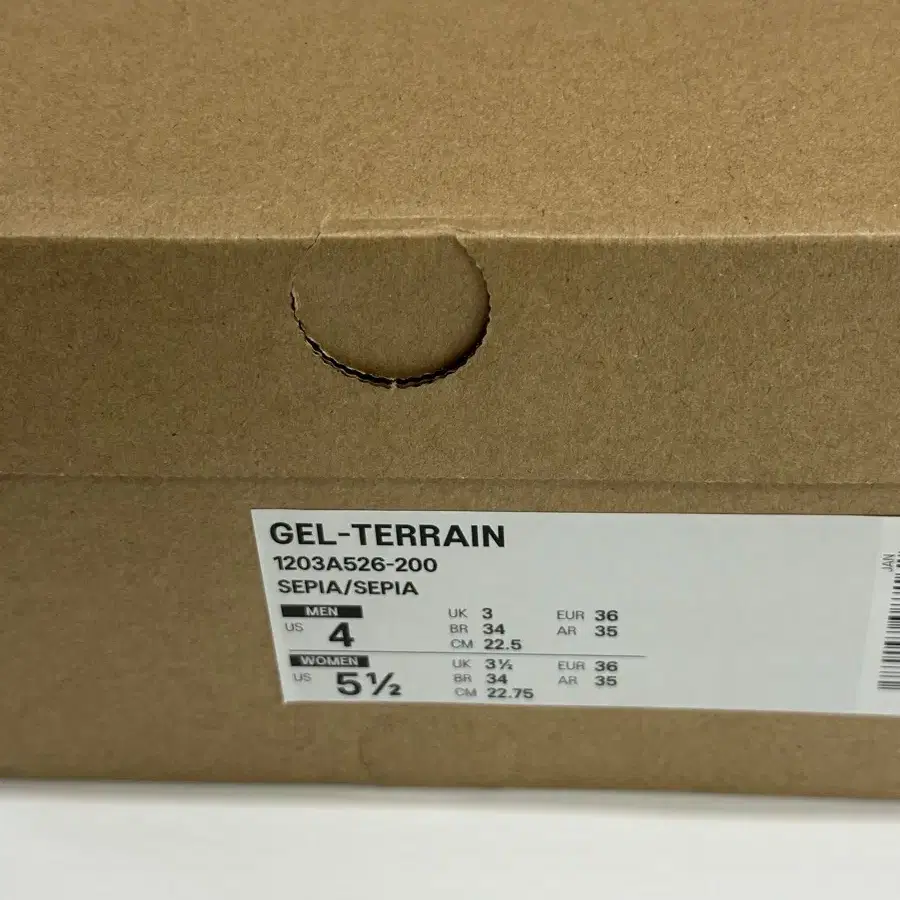 GEL-TERRAIN
1203A526-200
SEPIA/SEPIA
MEN
US 4
UK 3 EUR 36
BR 34 AR 35
CM 22.5
WOMEN
US 5½
UK 3½ EUR 36
BR 34 AR 35
CM 22.75
JAN